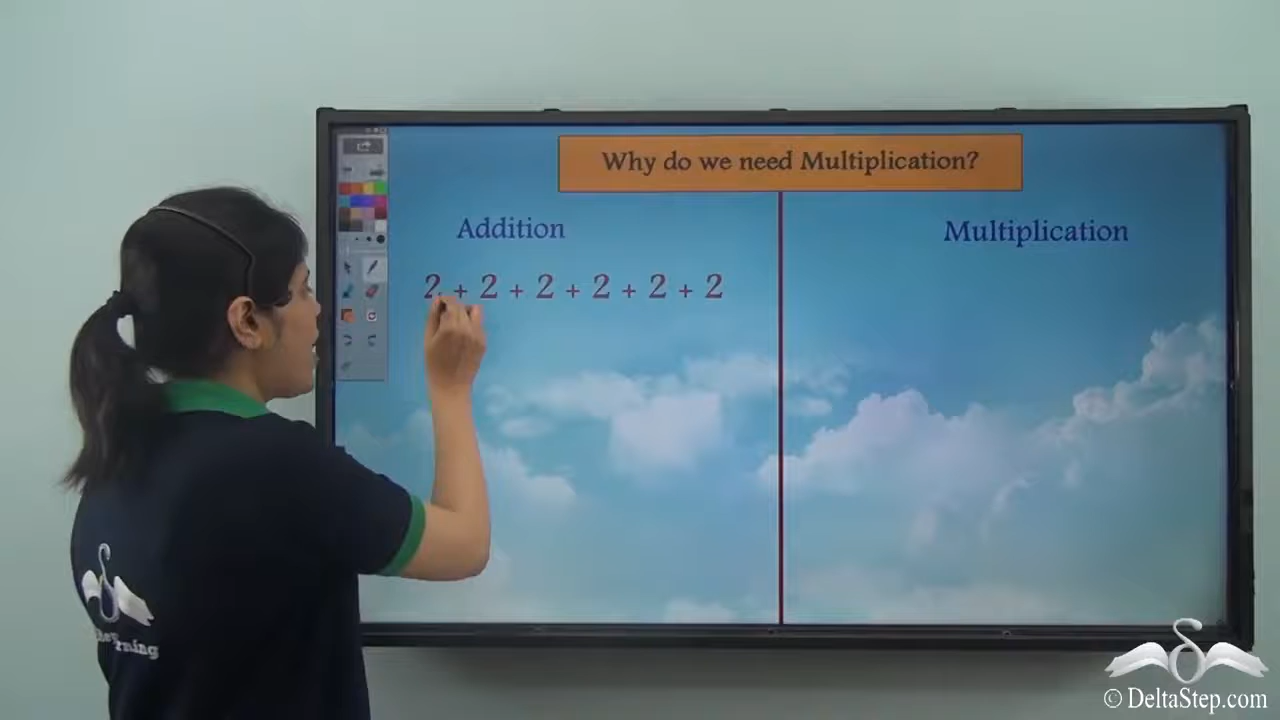 Why do we need Multiplication?
Addition
Multiplication
2 + 2 + 2 + 2 + 2 + 2
© DeltaStep.com